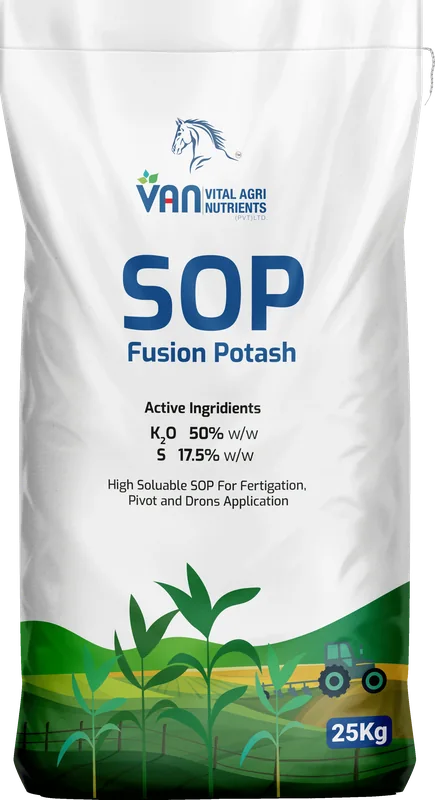 VAN VITAL AGRI
NUTRIENTS
(PVT) LTD.
SOP
Fusion Potash
Active Ingridients
K2O 50% w/w
S 17.5% w/w
High Soluable SOP For Fertigation,
Pivot and Drons Application
25Kg